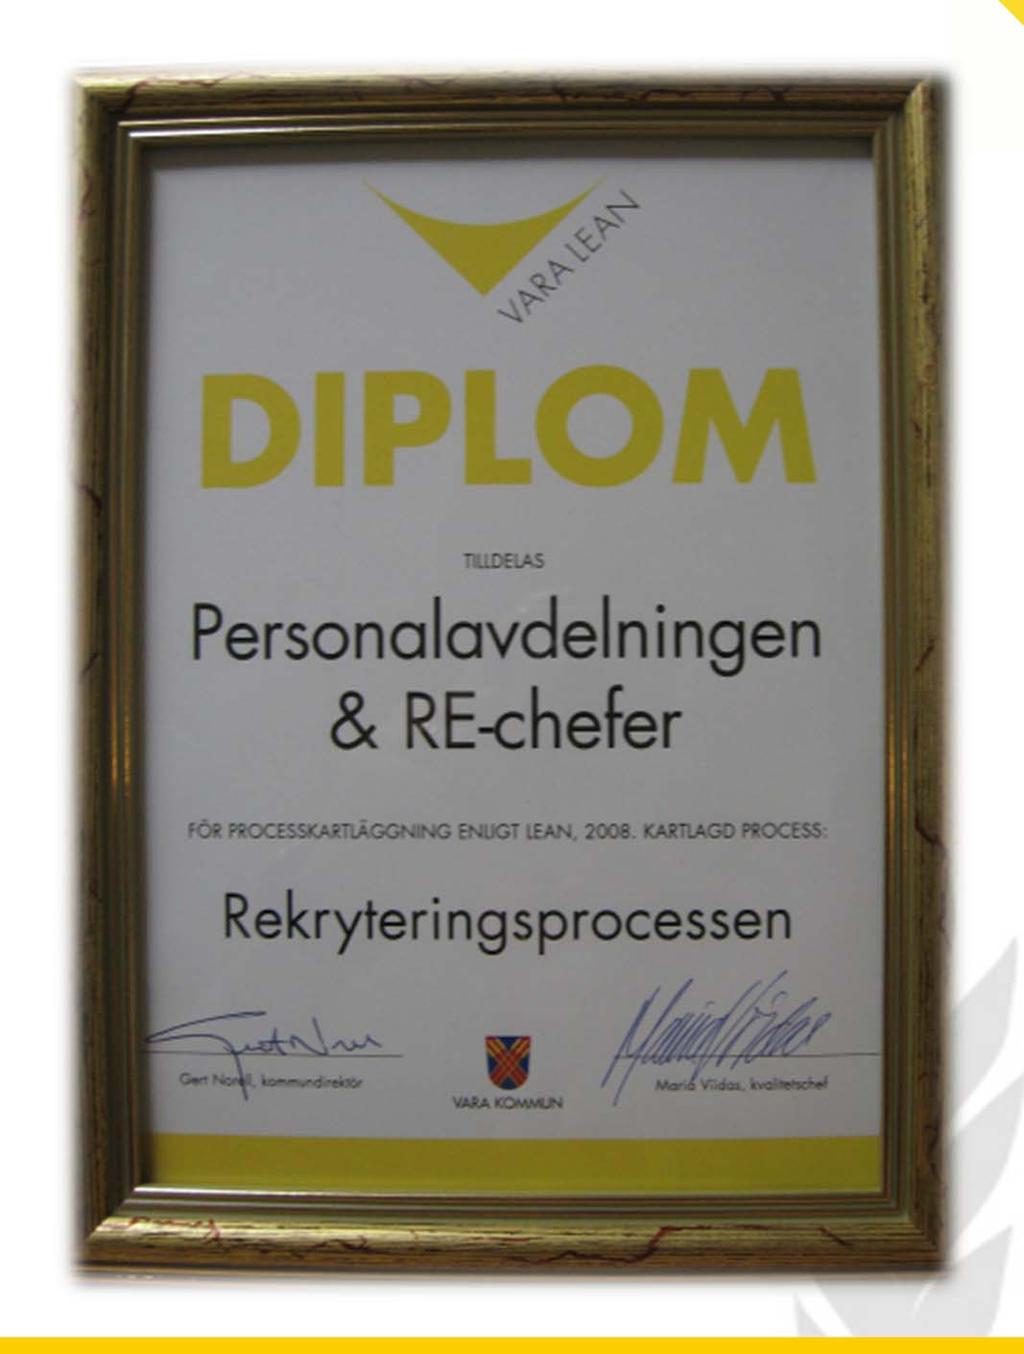 VARA LEAN
DIPLOM
TILLDELAS
Personalavdelningen
& RE-chefer
FÖR PROCESSKARTLÄGGNING ENLIGT LEAN, 2008. KARTLAGD PROCESS:
Rekryteringsprocessen
Gert Norell, kommundirektör
VARA KOMMUN
Maria Viidas, kvalitetschef